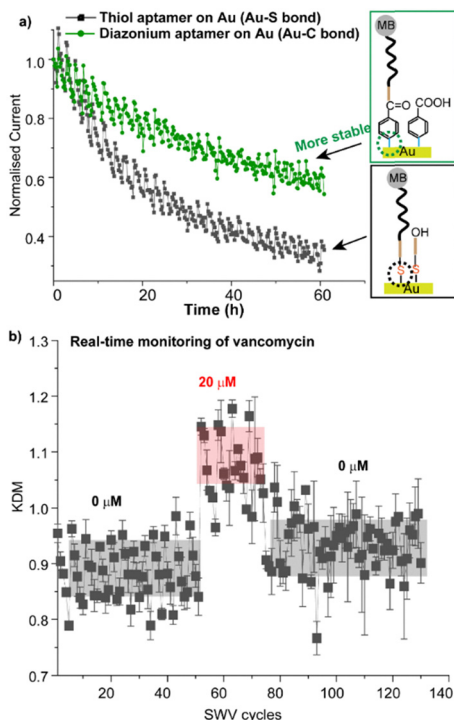 a)
Thiol aptamer on Au (Au-S bond)
Diazonium aptamer on Au (Au-C bond)
Normalised Current
1.0
0.8
0.6
0.4
0 20 40 60
Time (h)
More stable
MB
C=O COOH
Au
MB
OH
S S
Au
b) Real-time monitoring of vancomycin
KDM
1.3
1.2
1.1
1.0
0.9
0.8
0.7
0 μM
20 μM
0 μM
20 40 60 80 100 120 140
SWV cycles